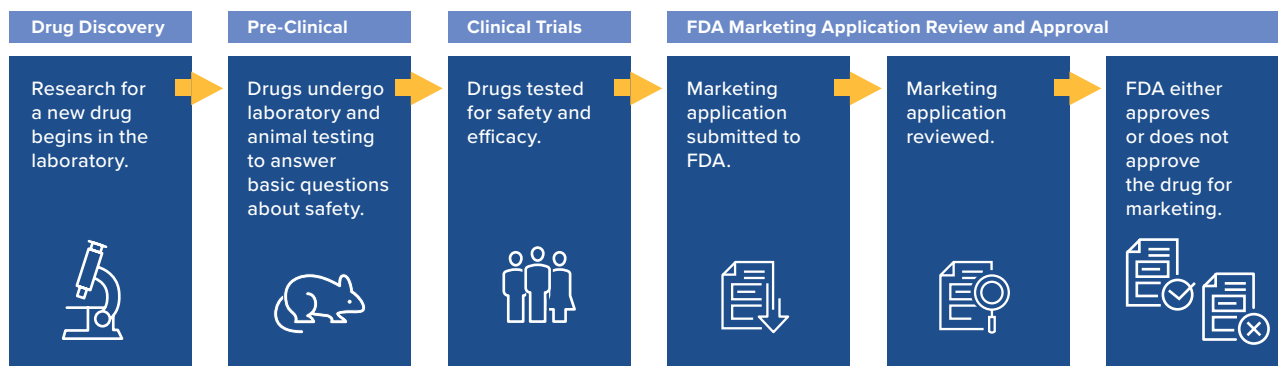 Drug Discovery
Research for
a new drug
begins in the
laboratory.
Pre-Clinical
Drugs undergo
laboratory and
animal testing
to answer
basic questions
about safety.
Clinical Trials
Drugs tested
for safety and
efficacy.
FDA Marketing Application Review and Approval
Marketing
application
submitted to
FDA.
Marketing
application
reviewed.
FDA either
approves
or does not
approve
the drug for
marketing.